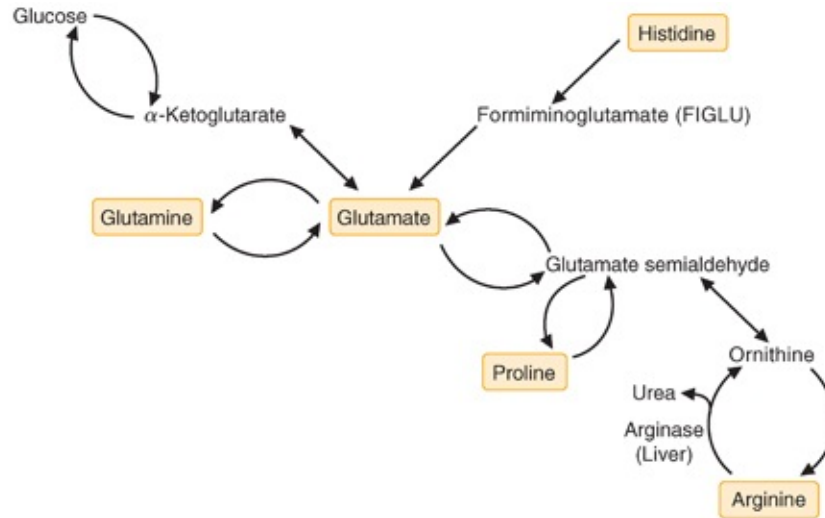 Glucose
Histidine
α-Ketoglutarate
Formiminoglutamate (FIGLU)
Glutamine
Glutamate
Glutamate semialdehyde
Proline
Ornithine
Urea
Arginase
(Liver)
Arginine